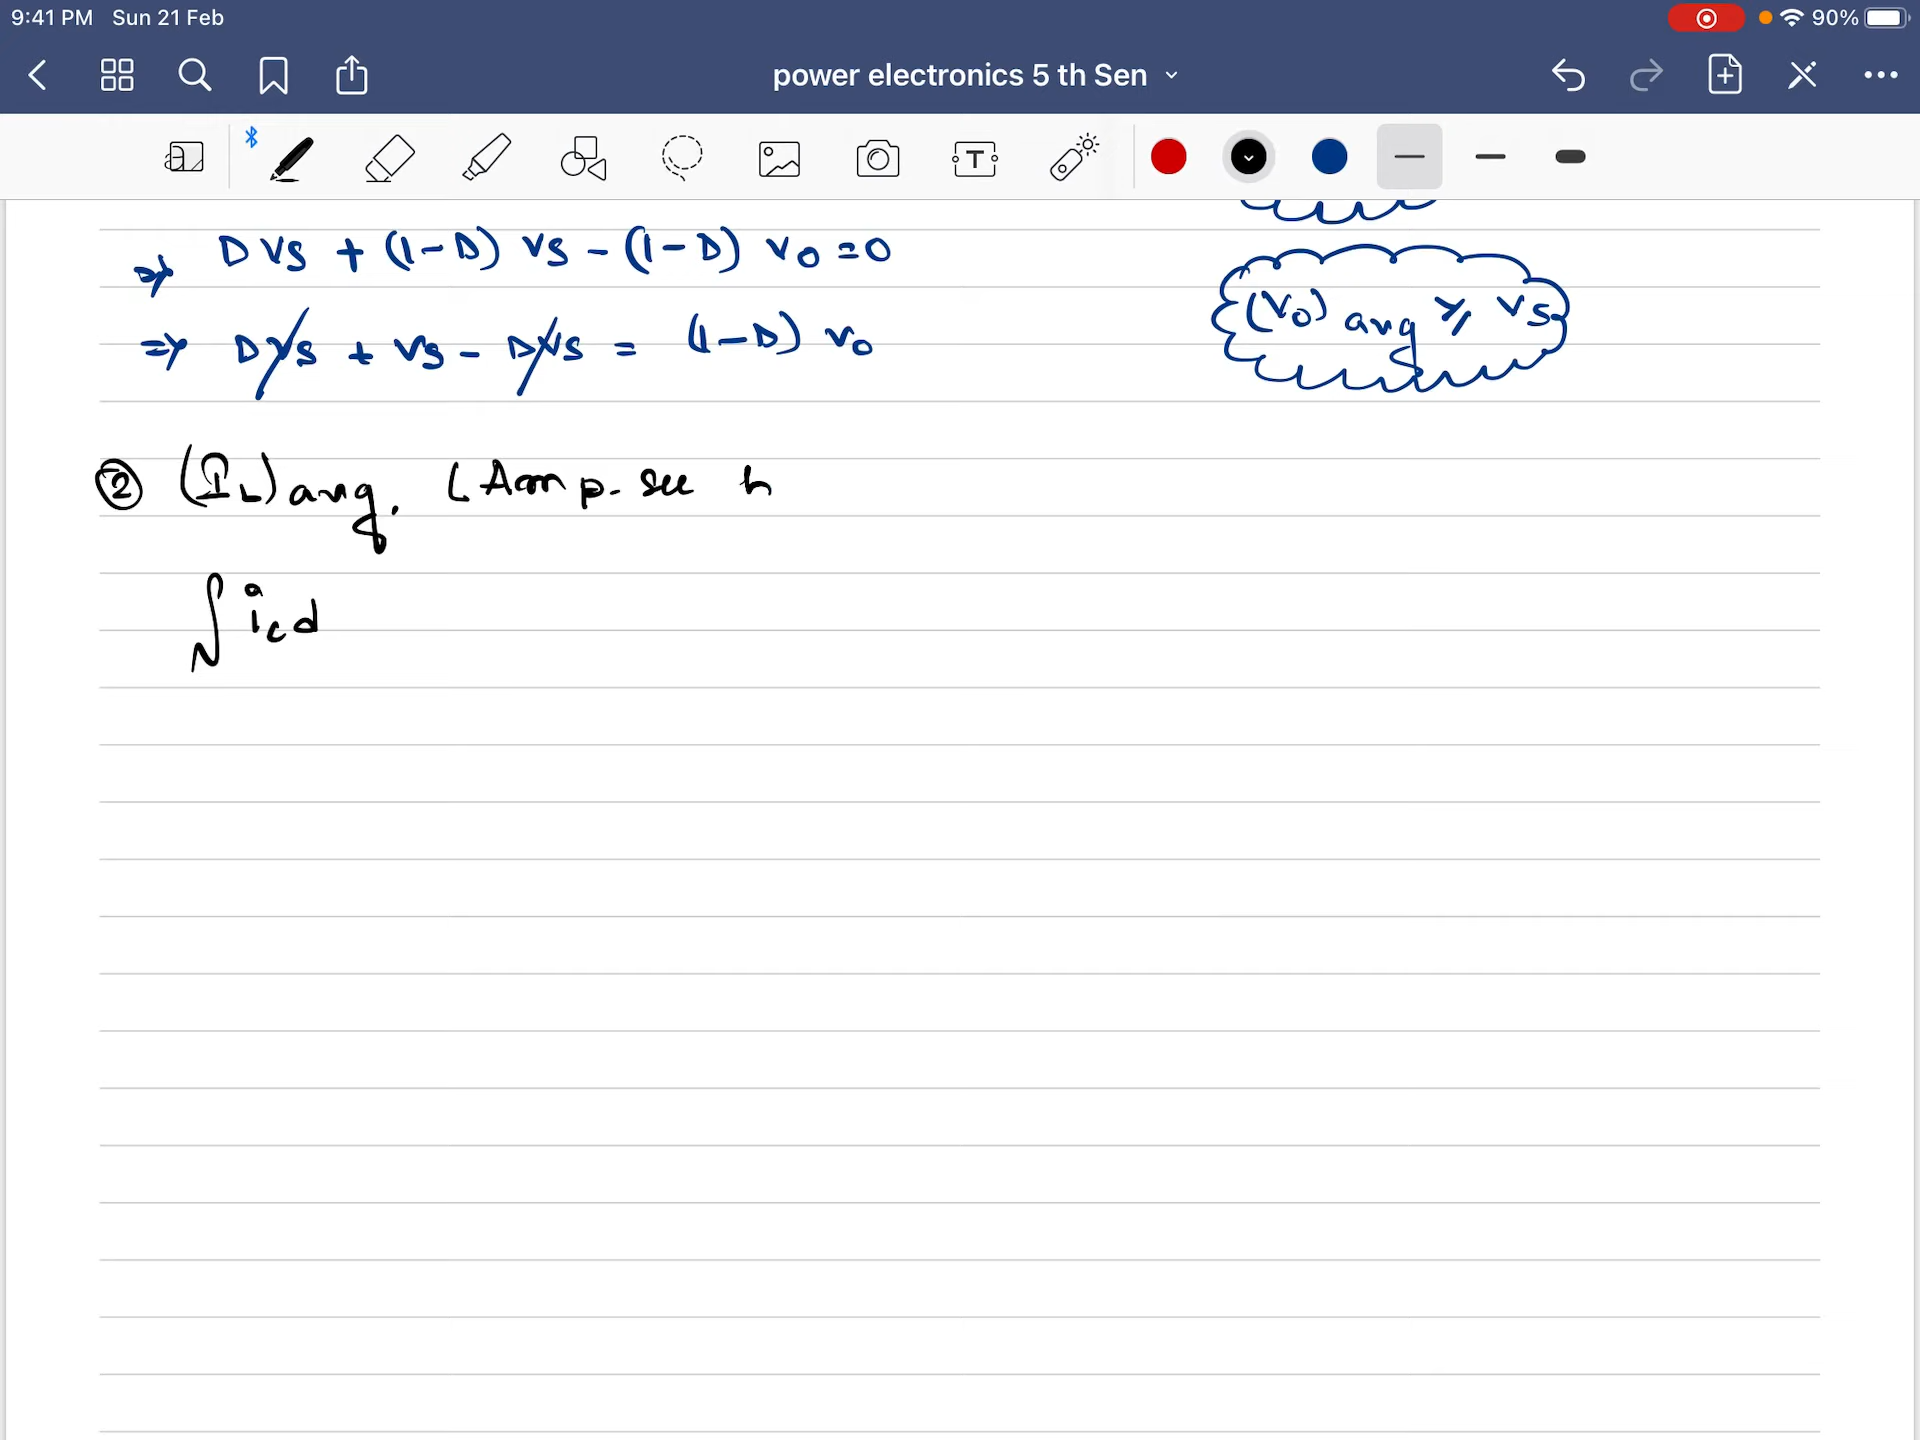 9:41 PM Sun 21 Feb
90%
power electronics 5 th Sen
⇒ DVs + (1-D) Vs - (1-D) Vo = 0
⇒ DVs + Vs - DVs = (1-D) Vo
(Vo) avg ≥ Vs
② (IL) avg. (Amp-sec b
∫ ic d